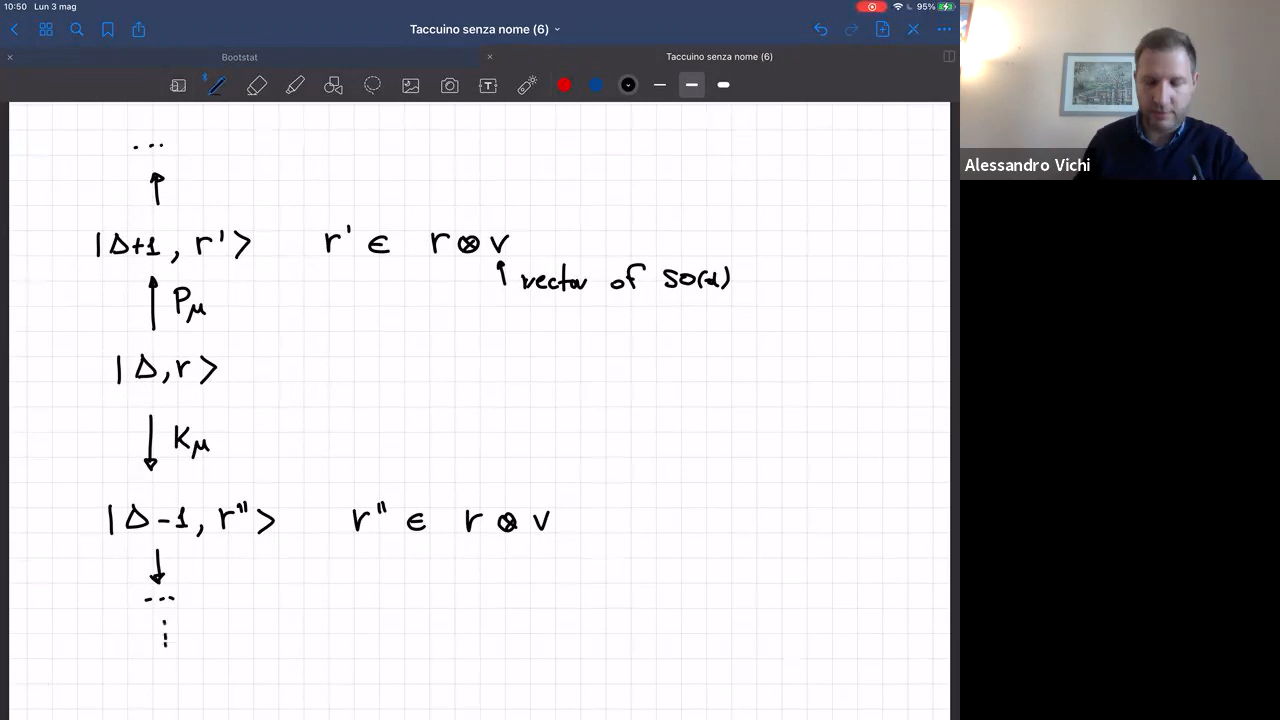 10:50 Lun 3 mag
95%
Taccuino senza nome (6)
Bootstat
Taccuino senza nome (6)
Alessandro Vichi
...
|Δ+1, r'> r' ∈ r⊗v
vector of so(d)
Pμ
|Δ,r>
Kμ
|Δ-1, r''> r'' ∈ r⊗v
...